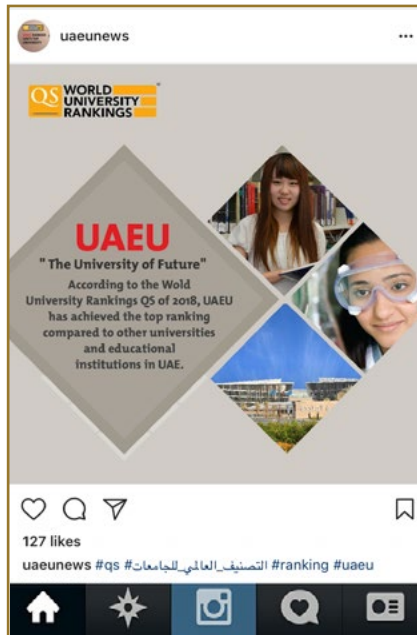 uaeunews
QS WORLD
UNIVERSITY
RANKINGS
UAEU
" The University of Future"
According to the Wold
University Rankings QS of 2018, UAEU
has achieved the top ranking
compared to other universities
and educational
institutions in UAE.
127 likes
uaeunews #qs #التصنيف_العالمي_للجامعات #ranking #uaeu